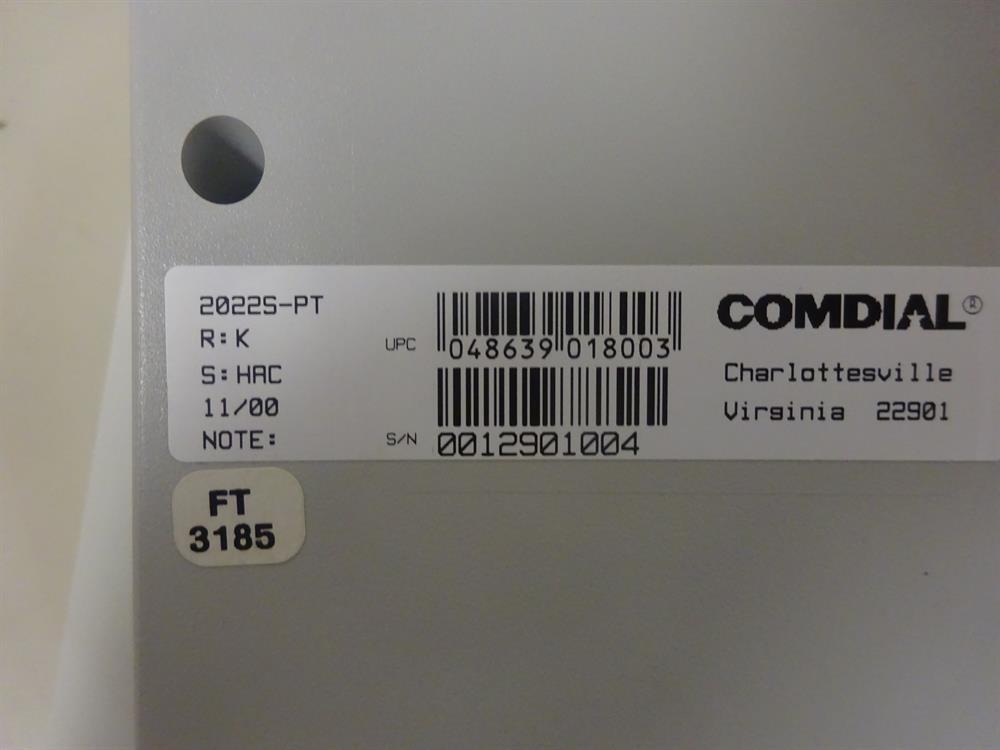 2022S-PT
R:K
S:HAC
11/00
NOTE:
UPC
048639 018003
S/N
0012901004
COMDIAL®
Charlottesville
Virginia 22901
FT
3185